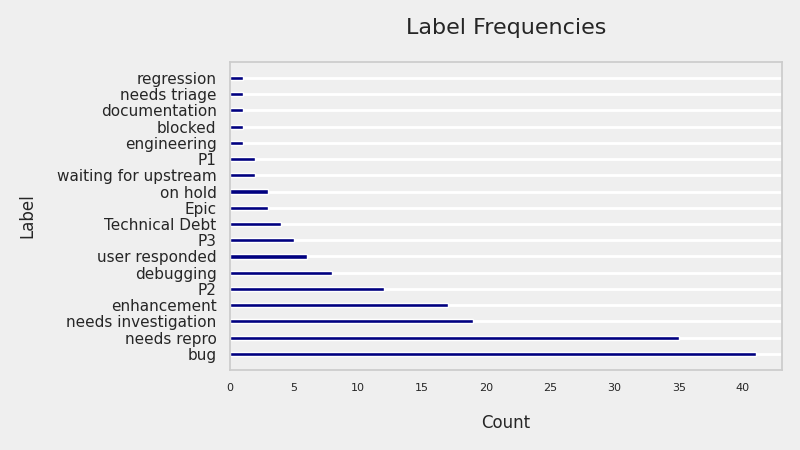 Label Frequencies
regression
needs triage
documentation
blocked
engineering
P1
waiting for upstream
on hold
Epic
Technical Debt
P3
user responded
debugging
P2
enhancement
needs investigation
needs repro
bug
Label
0 5 10 15 20 25 30 35 40
Count